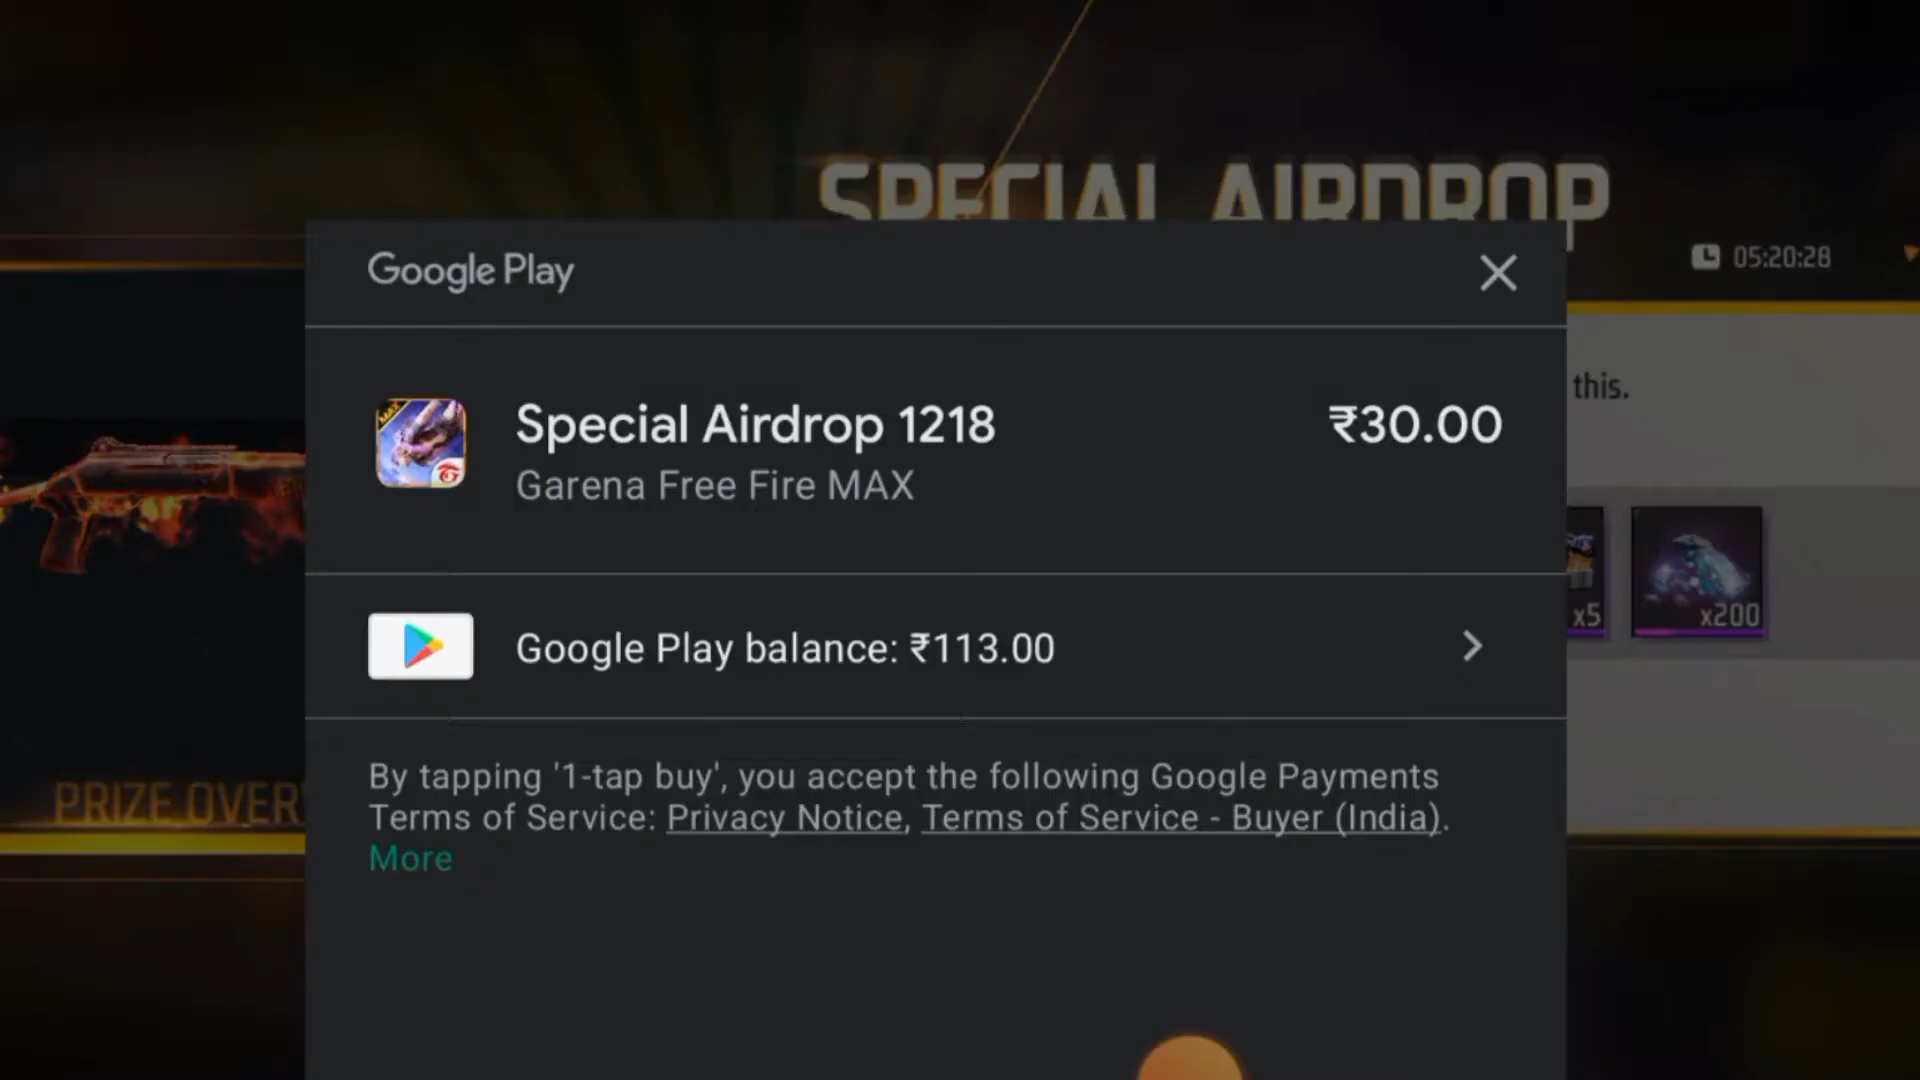 SPECIAL AIRDROP
05:20:28
Google Play
Special Airdrop 1218
₹30.00
Garena Free Fire MAX
this.
MAX
x5
x200
Google Play balance: ₹113.00
By tapping '1-tap buy', you accept the following Google Payments
Terms of Service: Privacy Notice, Terms of Service - Buyer (India).
More
PRIZE OVER